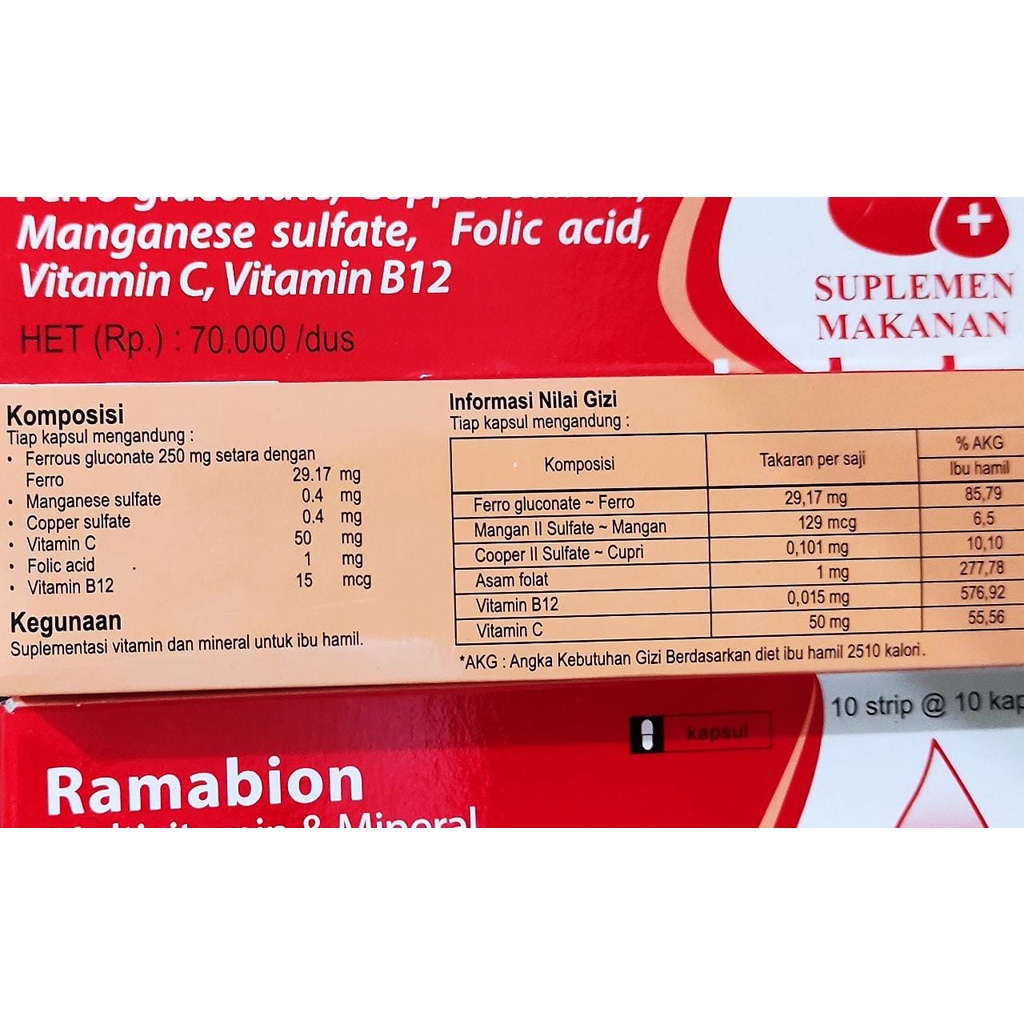 Manganese sulfate, Folic acid,
Vitamin C, Vitamin B12
HET (Rp.) : 70.000 /dus
SUPLEMEN
MAKANAN
Komposisi
Tiap kapsul mengandung :
• Ferrous gluconate 250 mg setara dengan
Ferro 29.17 mg
• Manganese sulfate 0.4 mg
• Copper sulfate 0.4 mg
• Vitamin C 50 mg
• Folic acid 1 mg
• Vitamin B12 15 mcg
Kegunaan
Suplementasi vitamin dan mineral untuk ibu hamil.
Informasi Nilai Gizi
Tiap kapsul mengandung :
Komposisi Takaran per saji % AKG
Ibu hamil
Ferro gluconate ~ Ferro 29,17 mg 85,79
Mangan II Sulfate ~ Mangan 129 mcg 6,5
Cooper II Sulfate ~ Cupri 0,101 mg 10,10
Asam folat 1 mg 277,78
Vitamin B12 0,015 mg 576,92
Vitamin C 50 mg 55,56
*AKG : Angka Kebutuhan Gizi Berdasarkan diet ibu hamil 2510 kalori.
10 strip @ 10 kap
kapsul
Ramabion
& Mineral